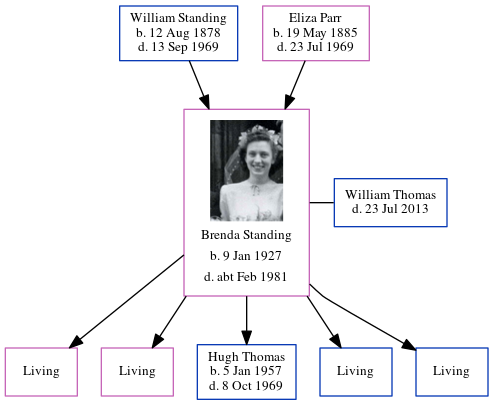 William Standing
b. 12 Aug 1878
d. 13 Sep 1969
Eliza Parr
b. 19 May 1885
d. 23 Jul 1969
Brenda Standing
b. 9 Jan 1927
d. abt Feb 1981
William Thomas
d. 23 Jul 2013
Living
Living
Hugh Thomas
b. 5 Jan 1957
d. 8 Oct 1969
Living
Living